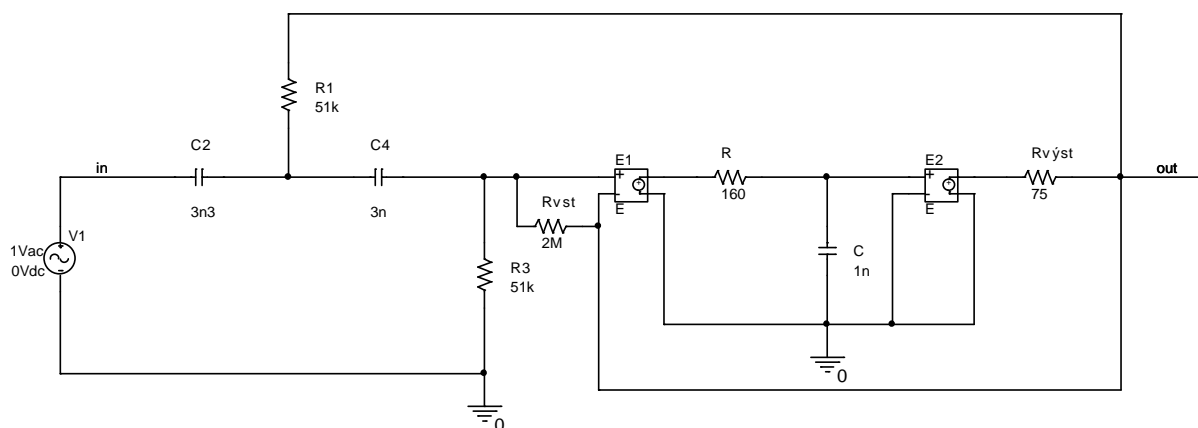 R1
51k
C2
C4
in
E1
R
E2
Rvýst
out
E
160
E
75
3n3
3n
Rvst
2M
V1
1Vac
0Vdc
R3
51k
C
1n
0
0